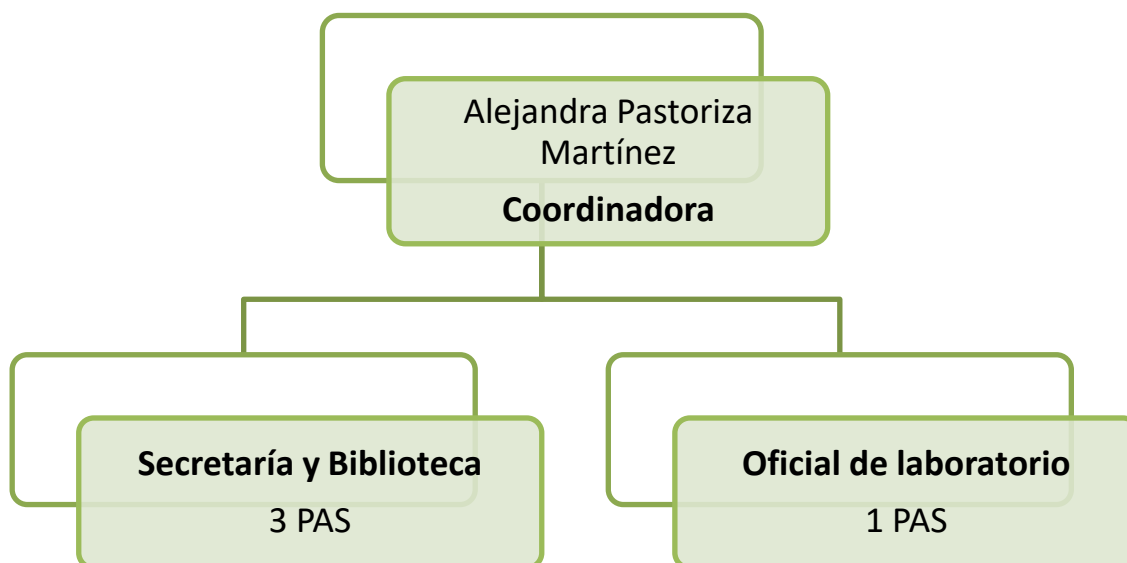 Alejandra Pastoriza
Martínez
Coordinadora
Secretaría y Biblioteca
3 PAS
Oficial de laboratorio
1 PAS